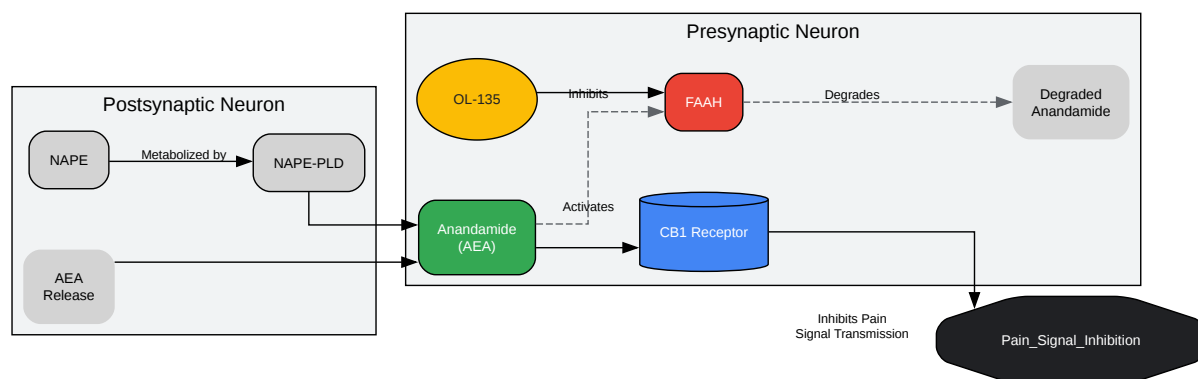 Presynaptic Neuron
Postsynaptic Neuron
OL-135
Inhibits
FAAH
Degrades
Degraded
Anandamide
NAPE
Metabolized by
NAPE-PLD
Activates
Anandamide
(AEA)
CB1 Receptor
AEA
Release
Inhibits Pain
Signal Transmission
Pain_Signal_Inhibition